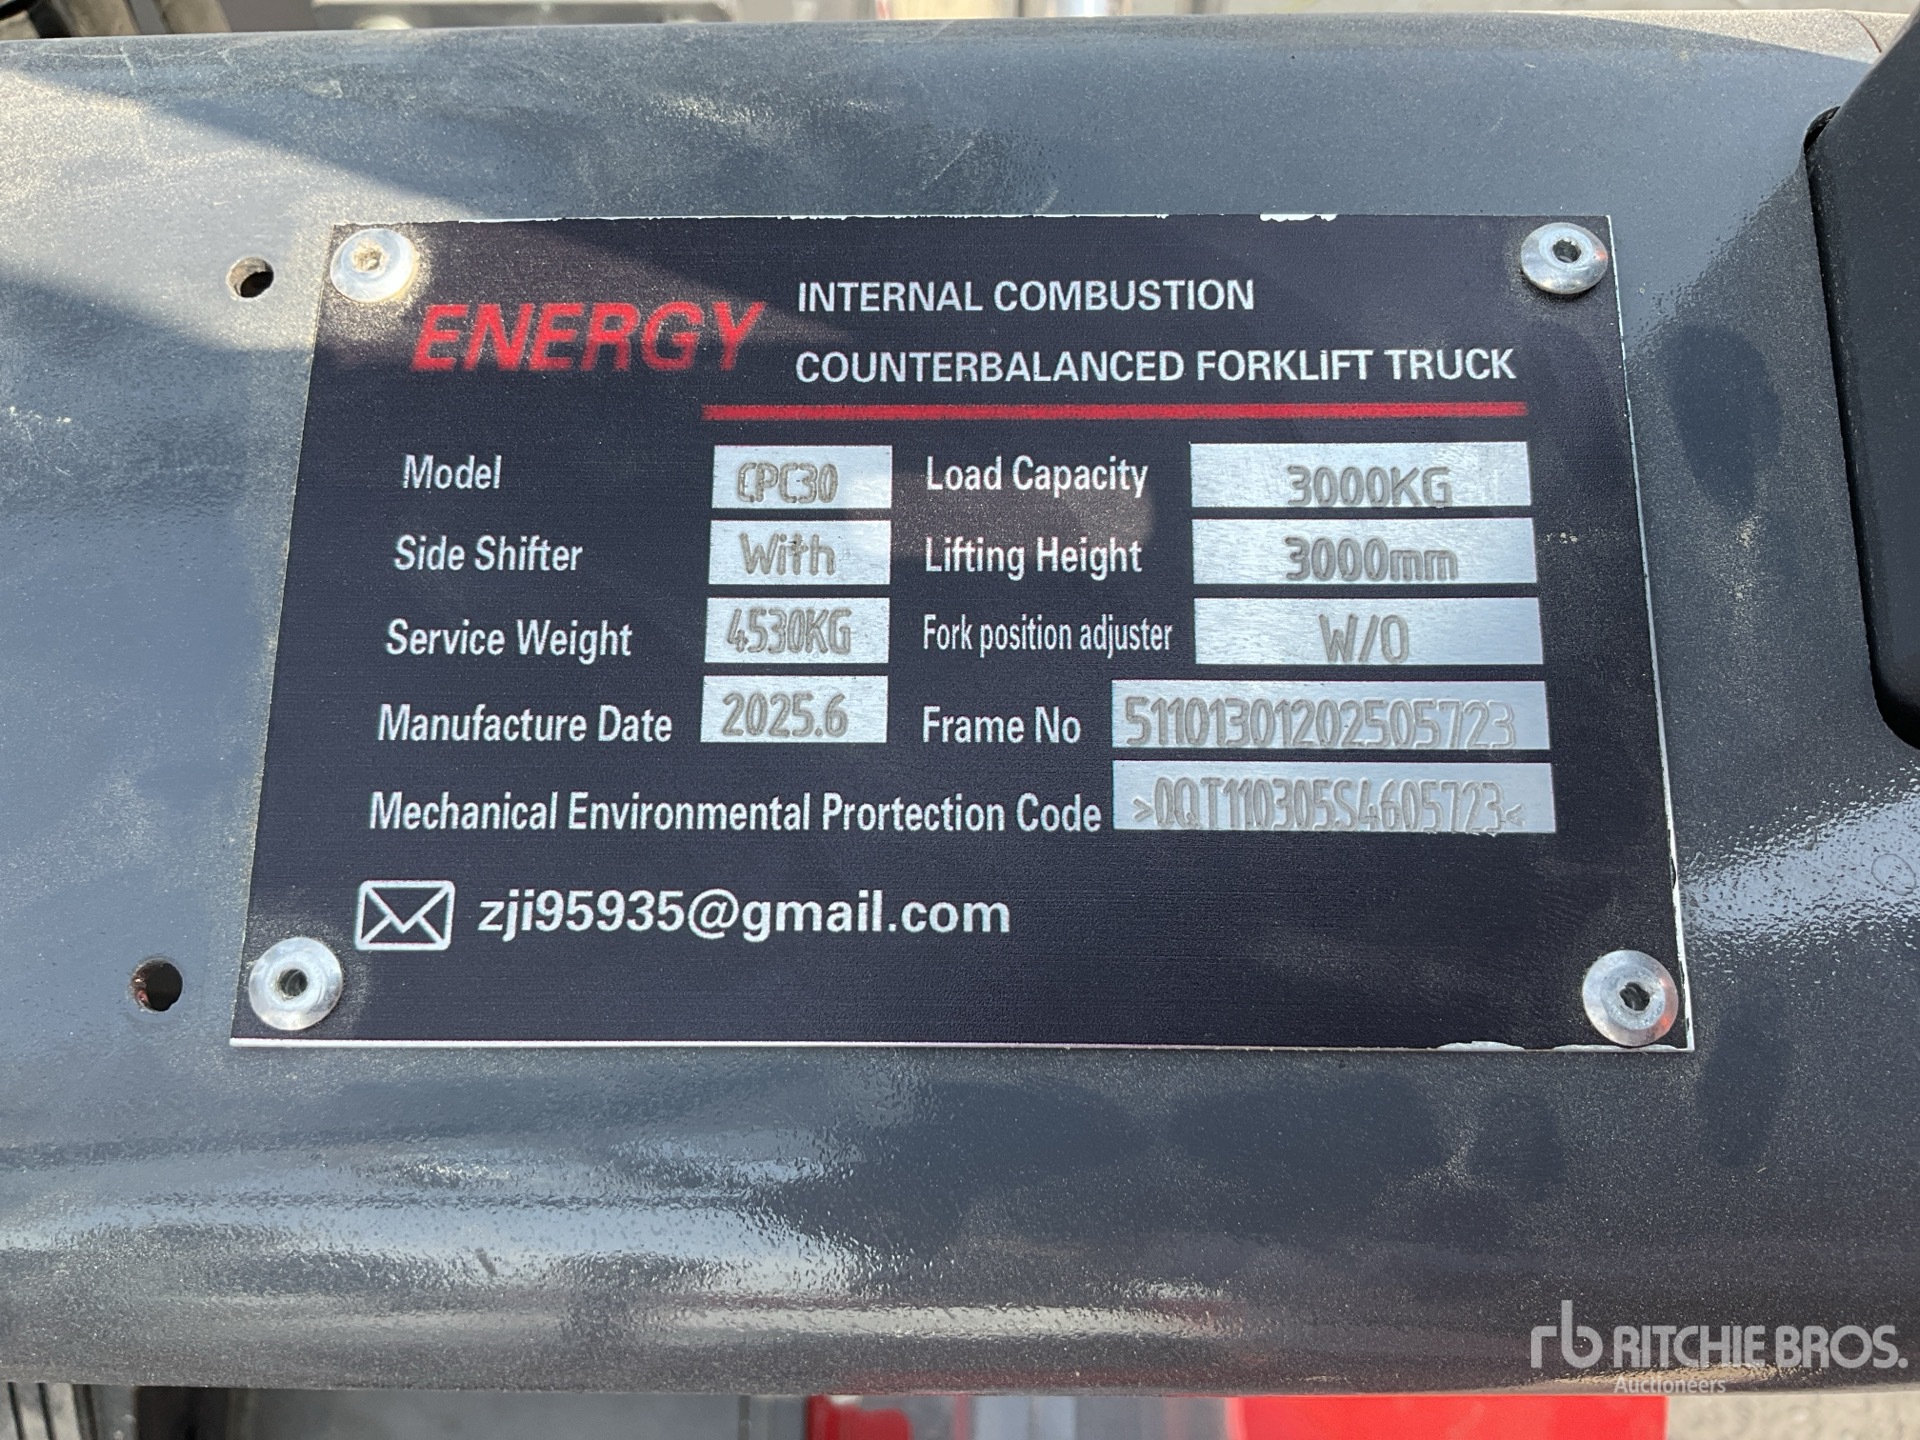 ENERGY
INTERNAL COMBUSTION
COUNTERBALANCED FORKLiFT TRUCK
Model CPC30 Load Capacity 3000KG
Side Shifter With Lifting Height 3000mm
Service Weight 4530KG Fork position adjuster W/O
Manufacture Date 2025.6 Frame No 51101301202505723
Mechanical Environmental Prortection Code >0QT110305S4605723<
zji95935@gmail.com
rb RITCHIE BROS.
Auctioneers